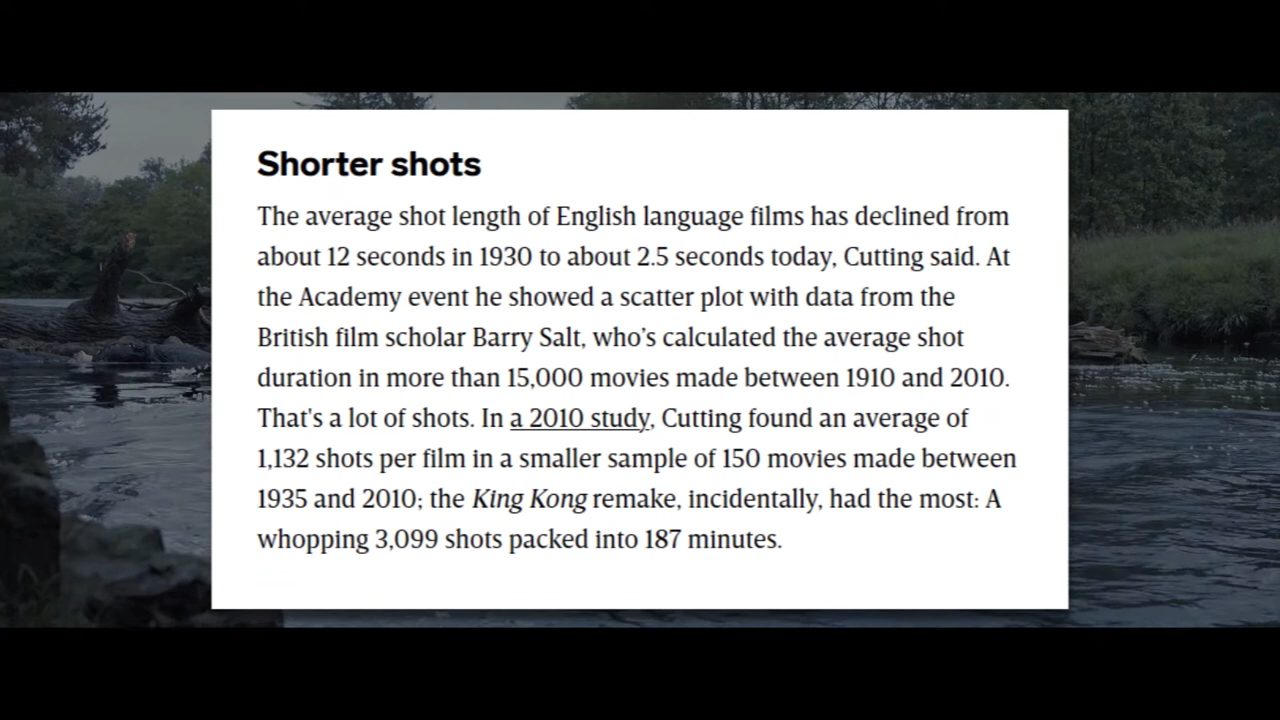 Shorter shots
The average shot length of English language films has declined from
about 12 seconds in 1930 to about 2.5 seconds today, Cutting said. At
the Academy event he showed a scatter plot with data from the
British film scholar Barry Salt, who’s calculated the average shot
duration in more than 15,000 movies made between 1910 and 2010.
That's a lot of shots. In a 2010 study, Cutting found an average of
1,132 shots per film in a smaller sample of 150 movies made between
1935 and 2010; the King Kong remake, incidentally, had the most: A
whopping 3,099 shots packed into 187 minutes.